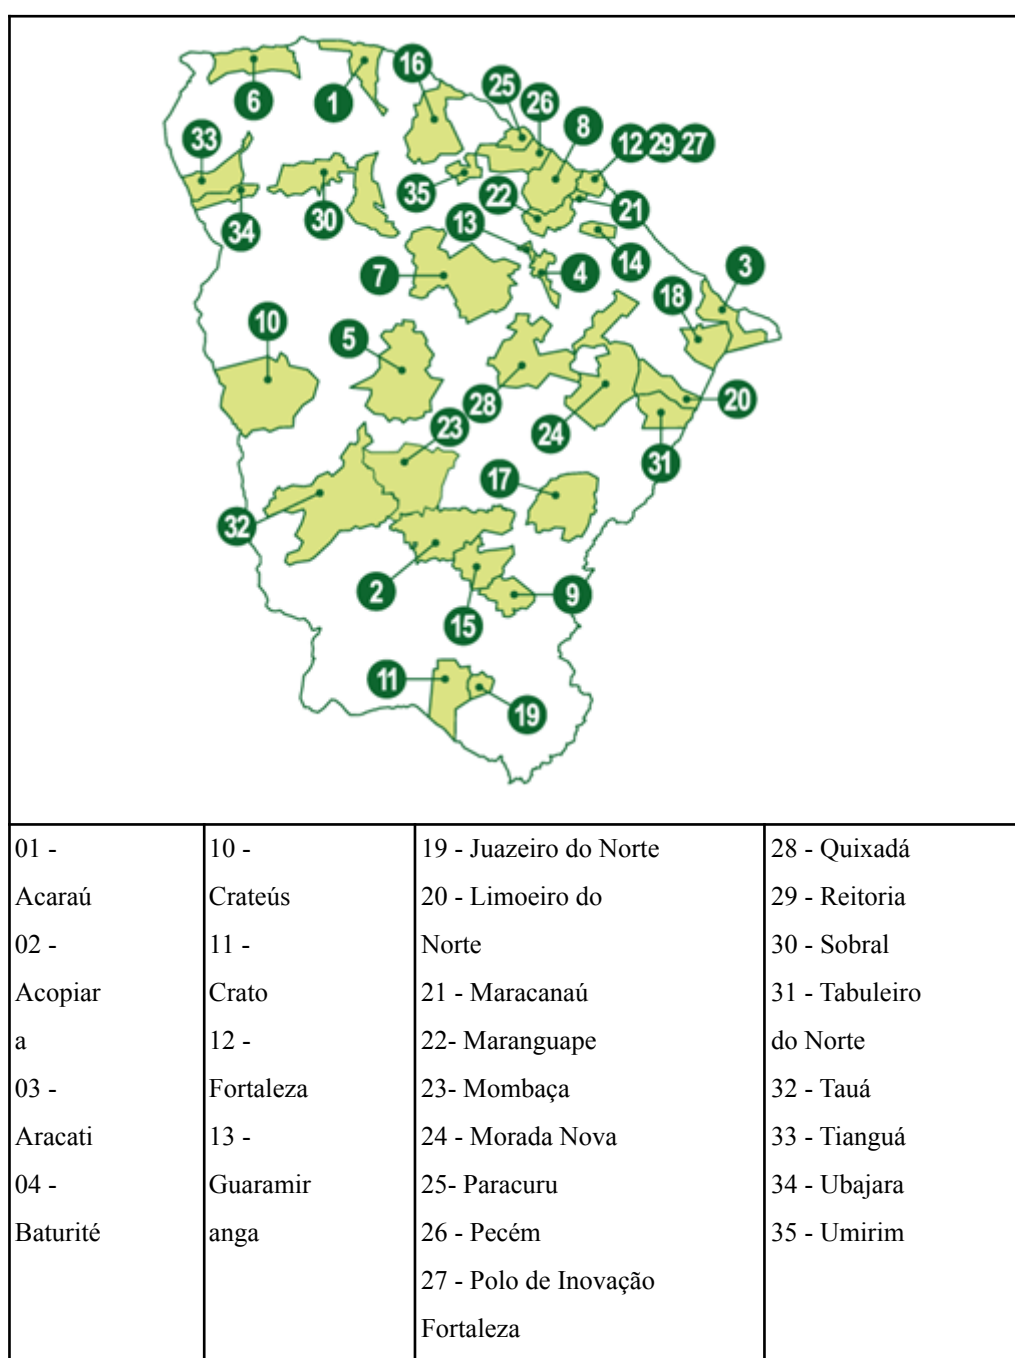 16
25
26
6
1
8
12 29 27
33
35
22
21
34
30
13
14
7
4
3
18
10
5
28
20
23
24
31
17
32
2
9
15
11
19
01 -
Acaraú
02 -
Acopiar
a
03 -
Aracati
04 -
Baturité
10 -
Crateús
11 -
Crato
12 -
Fortaleza
13 -
Guaramir
anga
19 - Juazeiro do Norte
20 - Limoeiro do
Norte
21 - Maracanaú
22- Maranguape
23- Mombaça
24 - Morada Nova
25- Paracuru
26 - Pecém
27 - Polo de Inovação
Fortaleza
28 - Quixadá
29 - Reitoria
30 - Sobral
31 - Tabuleiro
do Norte
32 - Tauá
33 - Tianguá
34 - Ubajara
35 - Umirim